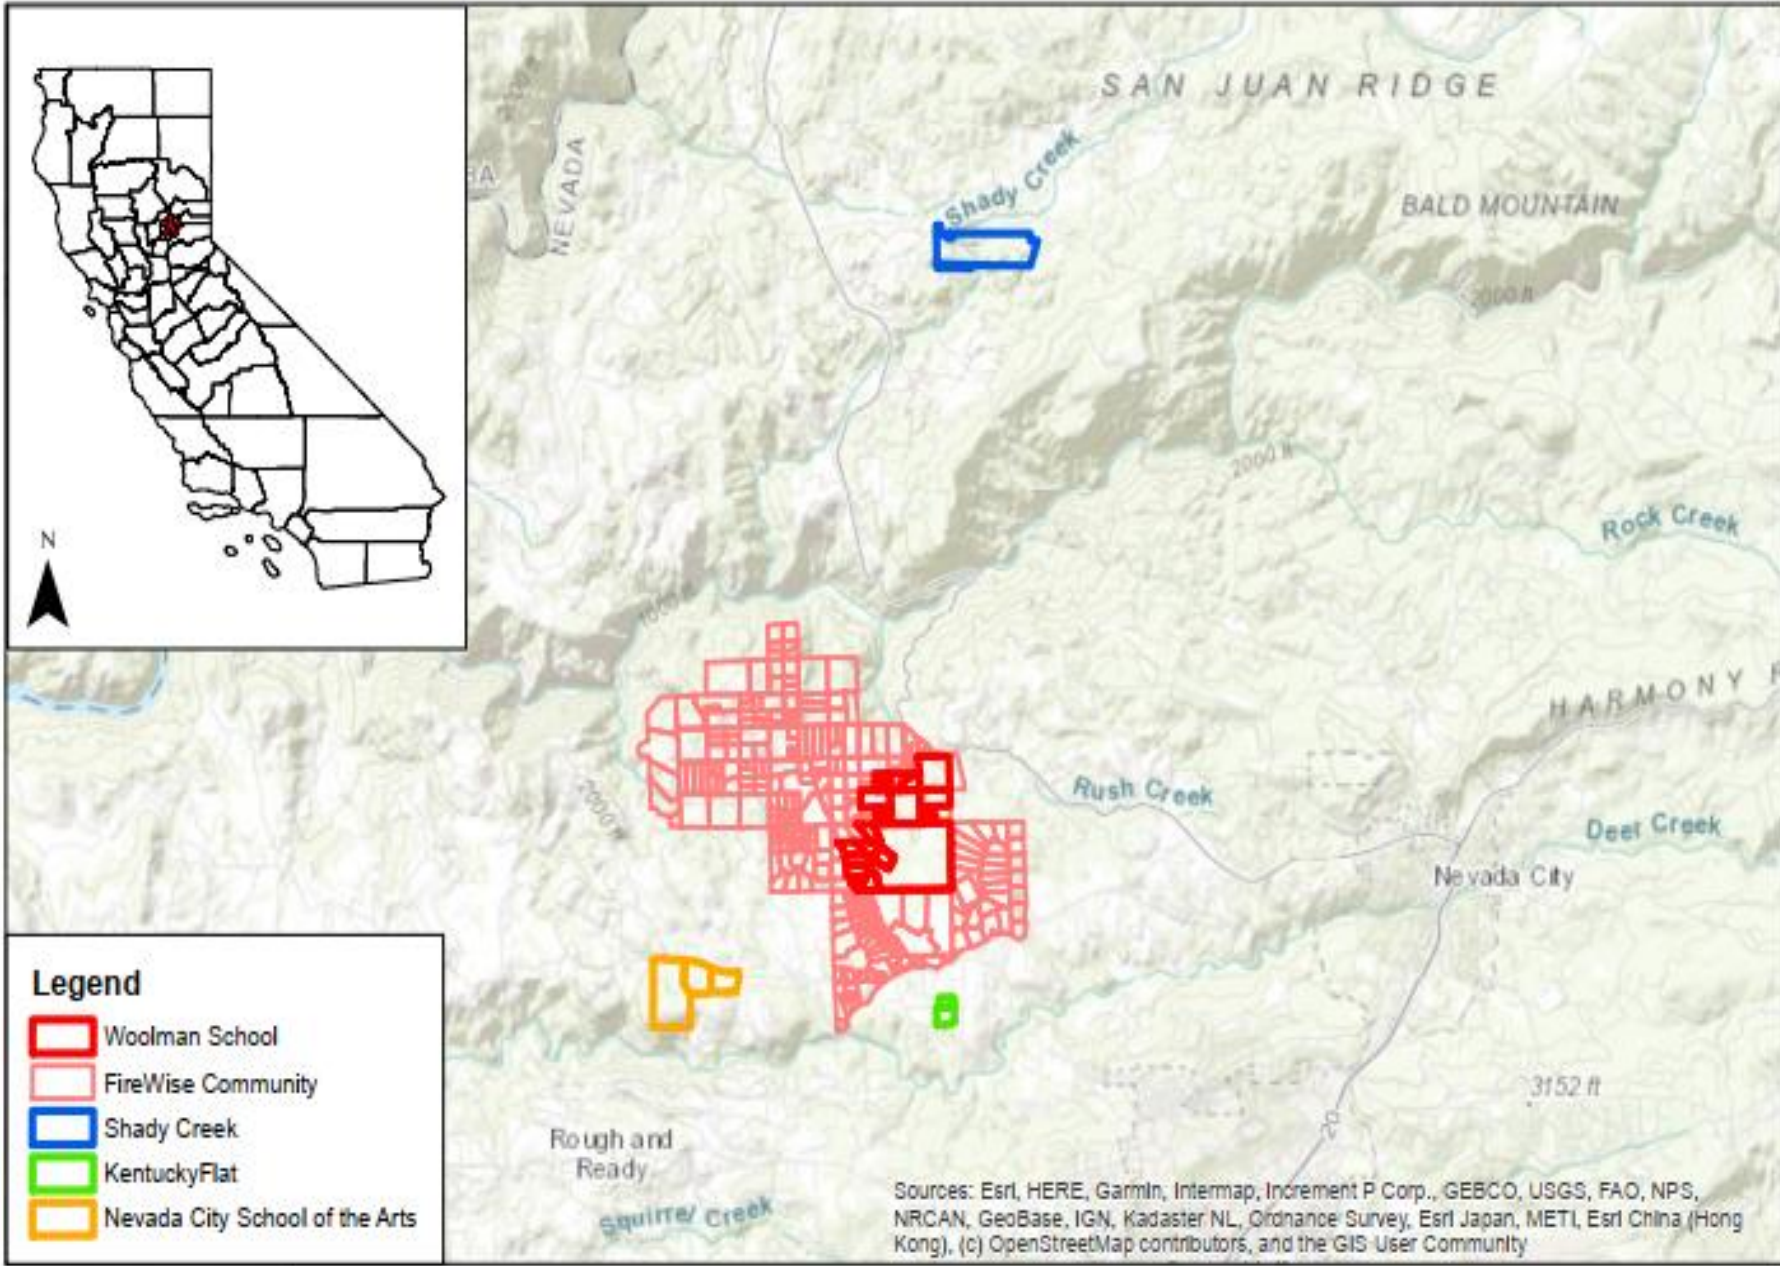 SAN JUAN RIDGE
Shady Creek
BALD MOUNTAIN
NEVADA
2000 ft
2000 ft
Rock Creek
N
HARMONY
2000 ft
Rush Creek
Deer Creek
Nevada City
Legend
Woolman School
FireWise Community
Shady Creek
KentuckyFlat
Nevada City School of the Arts
3152 ft
20
Rough and
Ready
Squirrel Creek
Sources: Esri, HERE, Garmin, Intermap, increment P Corp., GEBCO, USGS, FAO, NPS,
NRCAN, GeoBase, IGN, Kadaster NL, Ordnance Survey, Esri Japan, METI, Esri China (Hong
Kong), (c) OpenStreetMap contributors, and the GIS User Community